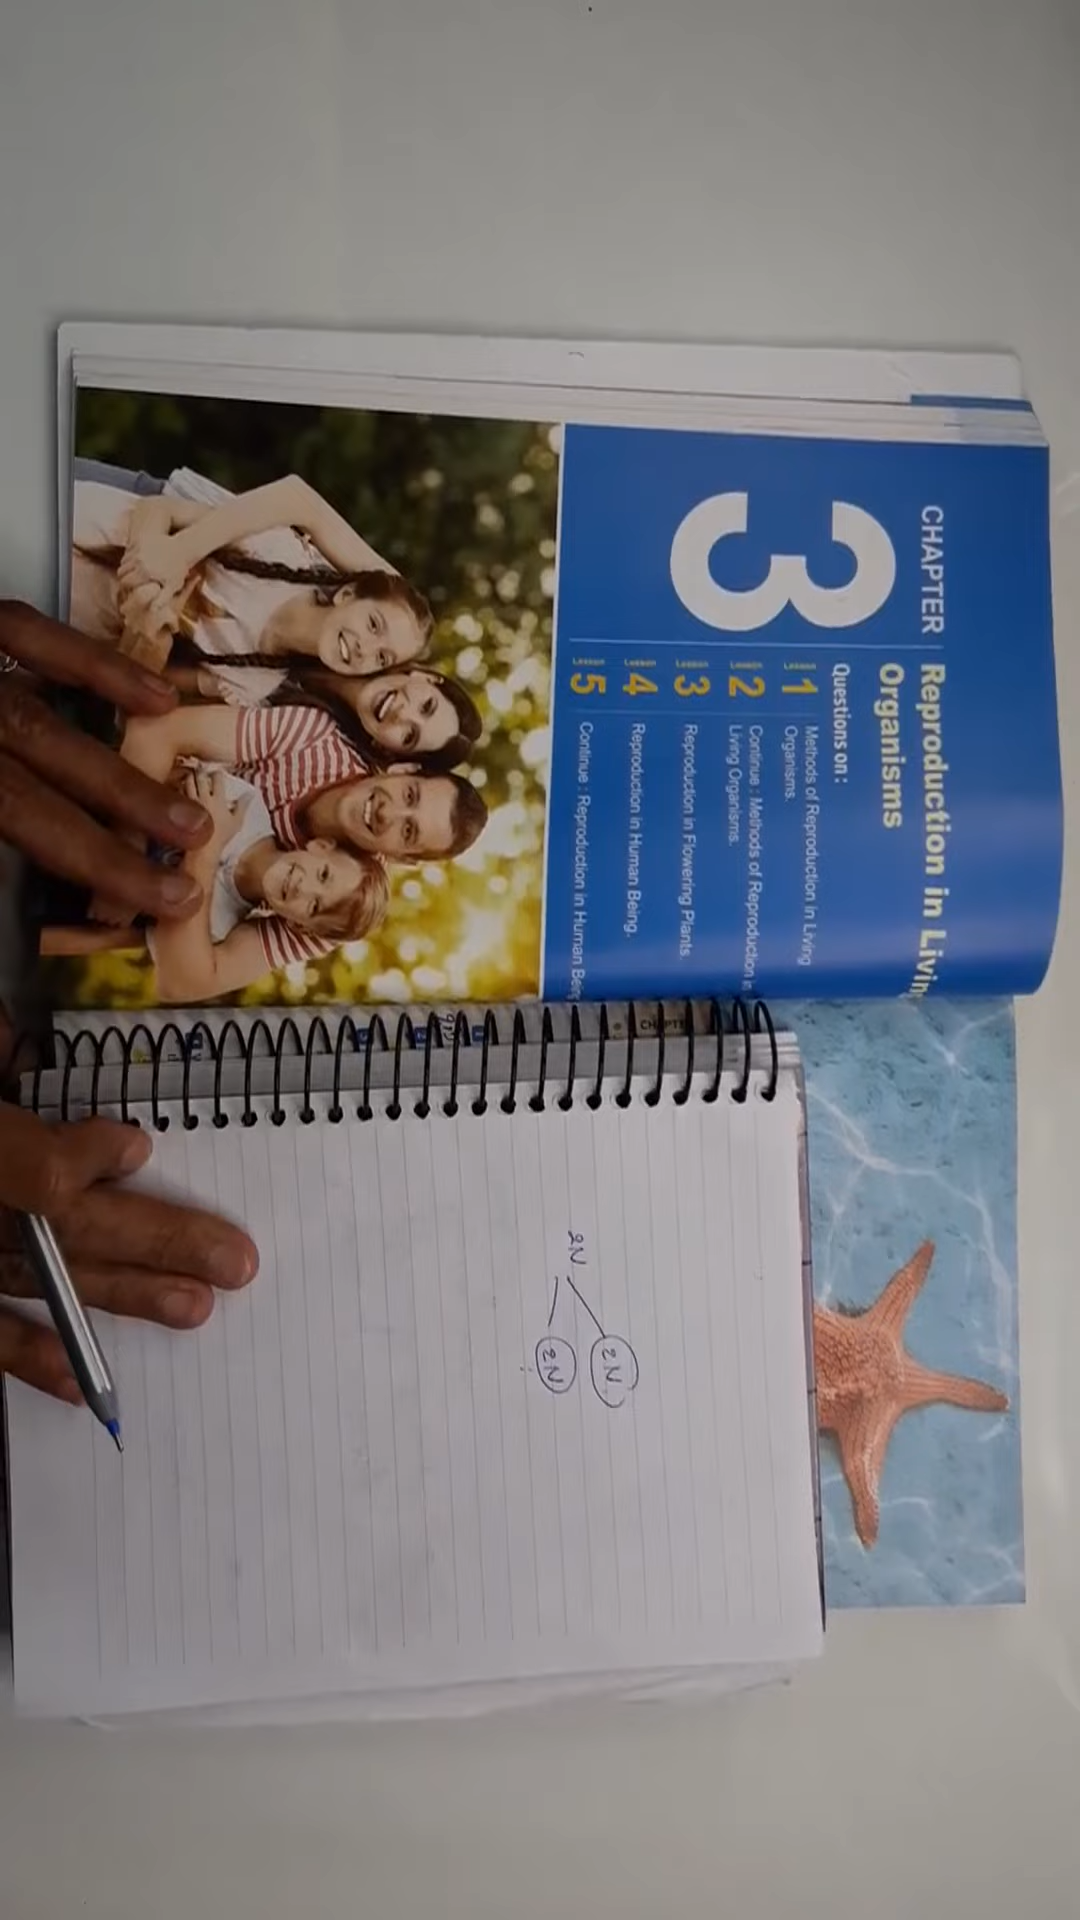 CHAPTER
3
Reproduction in Livin
Organisms
Questions on :
Lesson
1
Methods of Reproduction in Living
Organisms.
Lesson
2
Continue : Methods of Reproduction in
Living Organisms.
Lesson
3
Reproduction in Flowering Plants.
Lesson
4
Reproduction in Human Being.
Lesson
5
Continue : Reproduction in Human Being
CHAPTE
2N
2N
2N